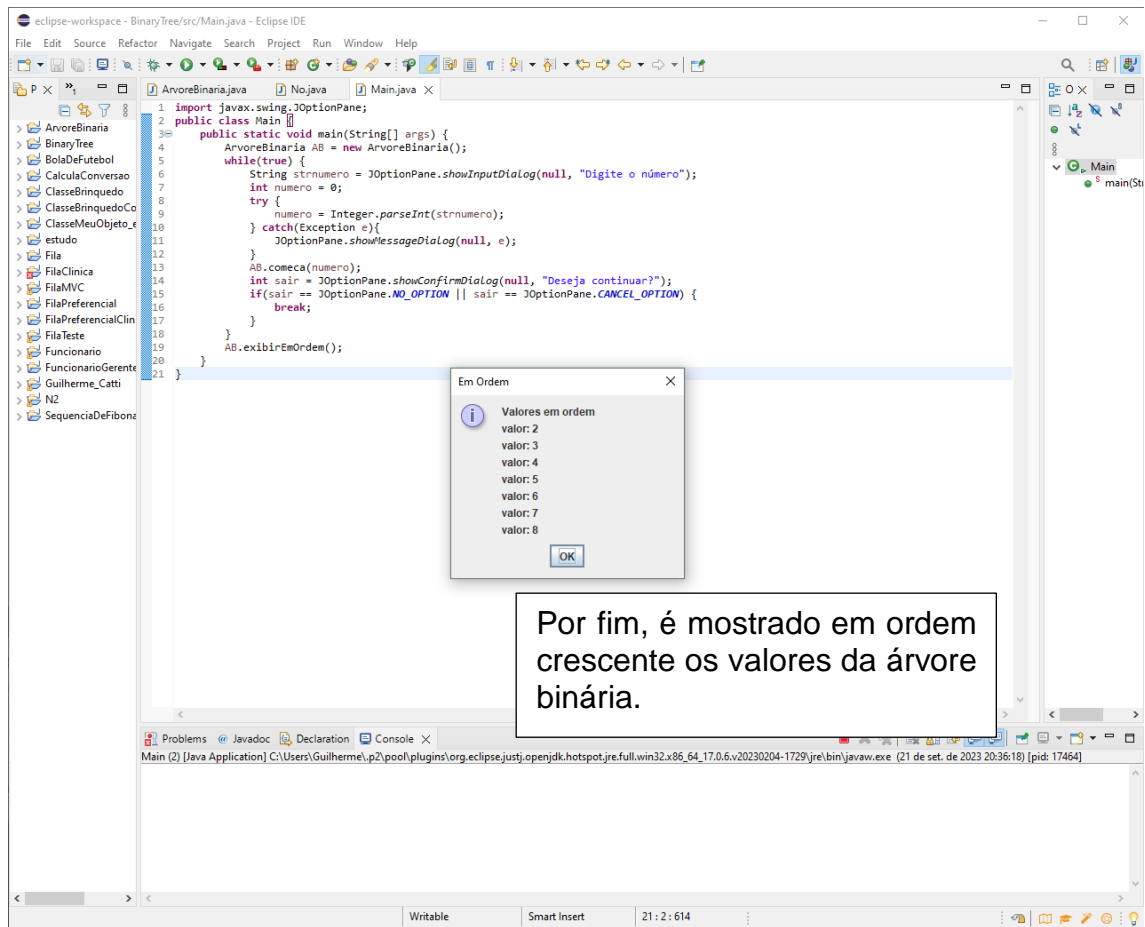 eclipse-workspace - BinaryTree/src/Main.java - Eclipse IDE
File Edit Source Refactor Navigate Search Project Run Window Help
P
ArvoreBinaria.java No.java Main.java
O
ArvoreBinaria
BinaryTree
BolaDeFutebol
CalculaConversao
ClasseBrinquedo
ClasseBrinquedoCo
ClasseMeuObjeto_e
estudo
Fila
FilaClinica
FilaMVC
FilaPreferencial
FilaPreferencialClin
FilaTeste
Funcionario
FuncionarioGerente
Guilherme_Catti
N2
SequenciaDeFibona
1 import javax.swing.JOptionPane;
2 public class Main {
3 public static void main(String[] args) {
4 ArvoreBinaria AB = new ArvoreBinaria();
5 while(true) {
6 String strnumero = JOptionPane.showInputDialog(null, "Digite o número");
7 int numero = 0;
8 try {
9 numero = Integer.parseInt(strnumero);
10 } catch(Exception e){
11 JOptionPane.showMessageDialog(null, e);
12 }
13 AB.comeca(numero);
14 int sair = JOptionPane.showConfirmDialog(null, "Deseja continuar?");
15 if(sair == JOptionPane.NO_OPTION || sair == JOptionPane.CANCEL_OPTION) {
16 break;
17 }
18 }
19 AB.exibirEmOrdem();
20 }
21 }
Main
main(Str
Em Ordem
Valores em ordem
valor: 2
valor: 3
valor: 4
valor: 5
valor: 6
valor: 7
valor: 8
OK
Por fim, é mostrado em ordem
crescente os valores da árvore
binária.
Problems Javadoc Declaration Console
Main (2) [Java Application] C:\Users\Guilherme\.p2\pool\plugins\org.eclipse.justj.openjdk.hotspot.jre.full.win32.x86_64_17.0.6.v20230204-1729\jre\bin\javaw.exe (21 de set. de 2023 20:36:18) [pid: 17464]
Writable Smart Insert 21 : 2 : 614